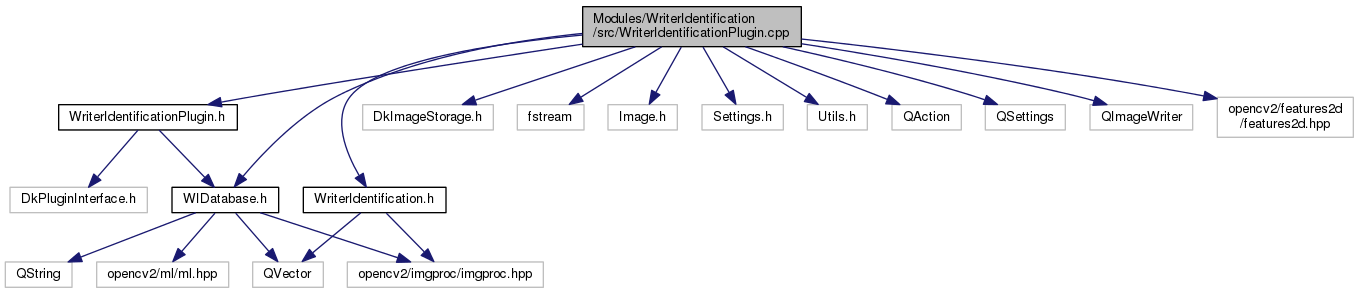 Modules/WriterIdentification
/src/WriterIdentificationPlugin.cpp
WriterIdentificationPlugin.h
DkImageStorage.h
fstream
Image.h
Settings.h
Utils.h
QAction
QSettings
QImageWriter
opencv2/features2d
/features2d.hpp
DkPluginInterface.h
WIDatabase.h
WriterIdentification.h
QString
opencv2/ml/ml.hpp
QVector
opencv2/imgproc/imgproc.hpp